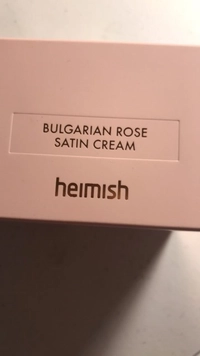 BULGARIAN ROSE
SATIN CREAM
heimish